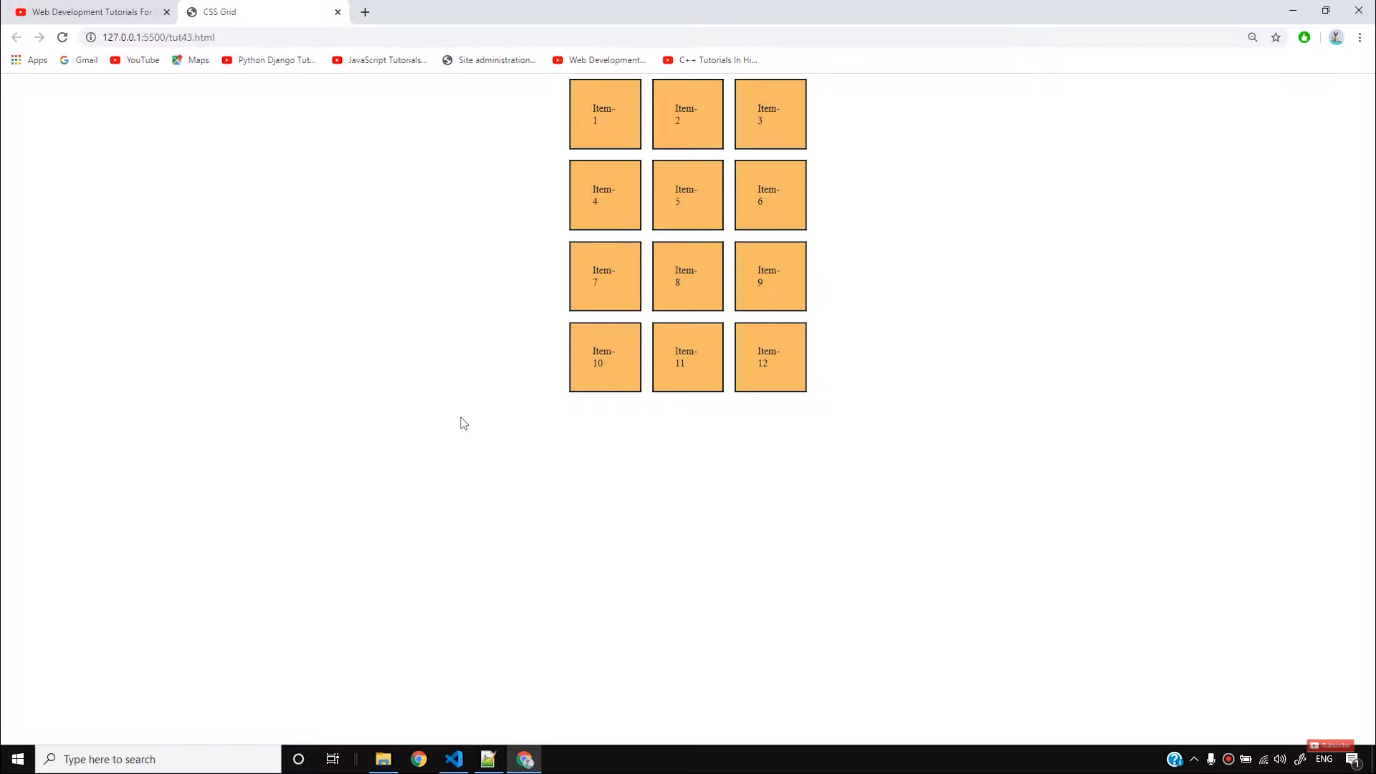 Web Development Tutorials For
CSS Grid
127.0.0.1:5500/tut43.html
Apps
Gmail
YouTube
Maps
Python Django Tut...
JavaScript Tutorials...
Site administration...
Web Development...
C++ Tutorials In Hi...
Item-
1
Item-
2
Item-
3
Item-
4
Item-
5
Item-
6
Item-
7
Item-
8
Item-
9
Item-
10
Item-
11
Item-
12
Subscribe
Type here to search
ENG
1